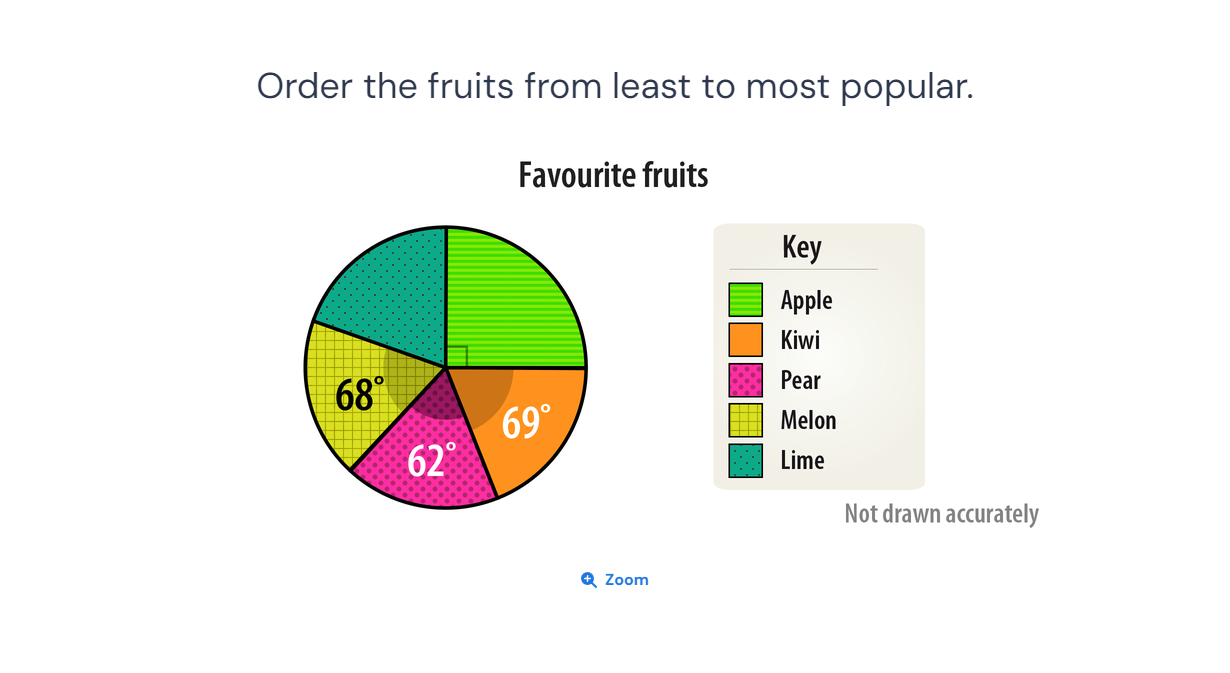 Order the fruits from least to most popular.
Favourite fruits
Key
Apple
Kiwi
Pear
Melon
Lime
68°
69°
62°
Not drawn accurately
Zoom